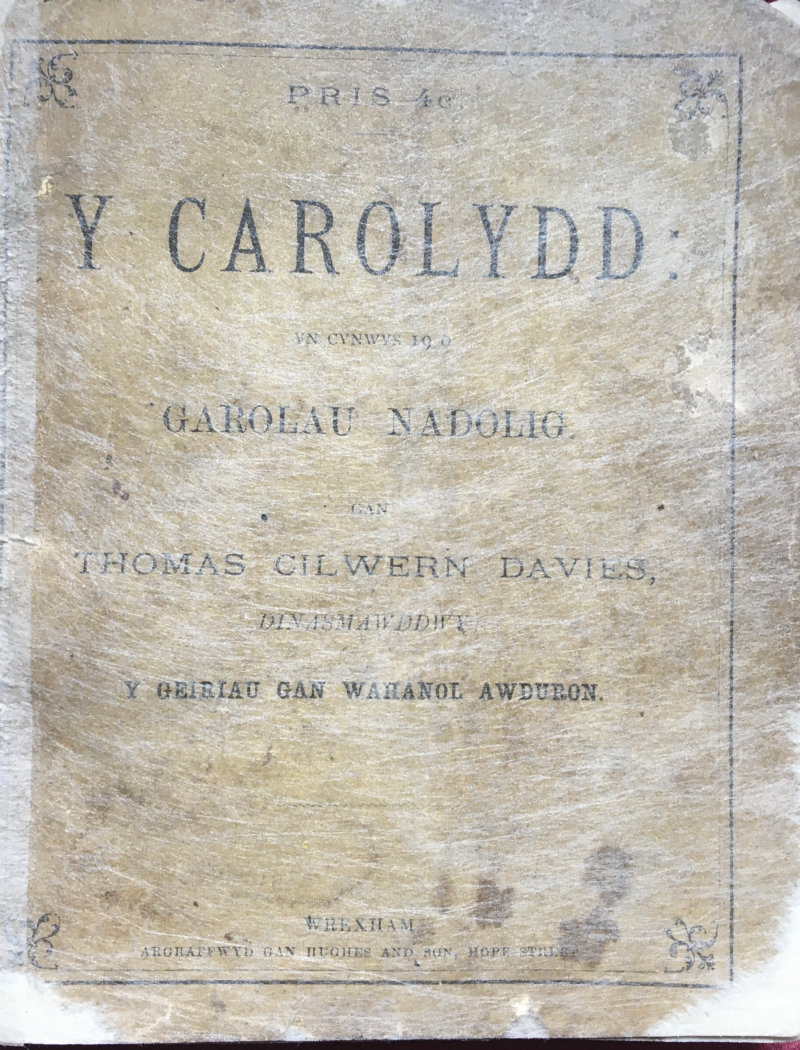 PRIS 4c.
Y CAROLYDD:
YN CYNWYS 19 o
GAROLAU NADOLIG.
GAN
THOMAS CILWERN DAVIES,
DINASMAWDDWY.
Y GEIRIAU GAN WAHANOL AWDURON.
WREXHAM
ARGRAFFWYD GAN HUGHES AND SON, HOPE STREET